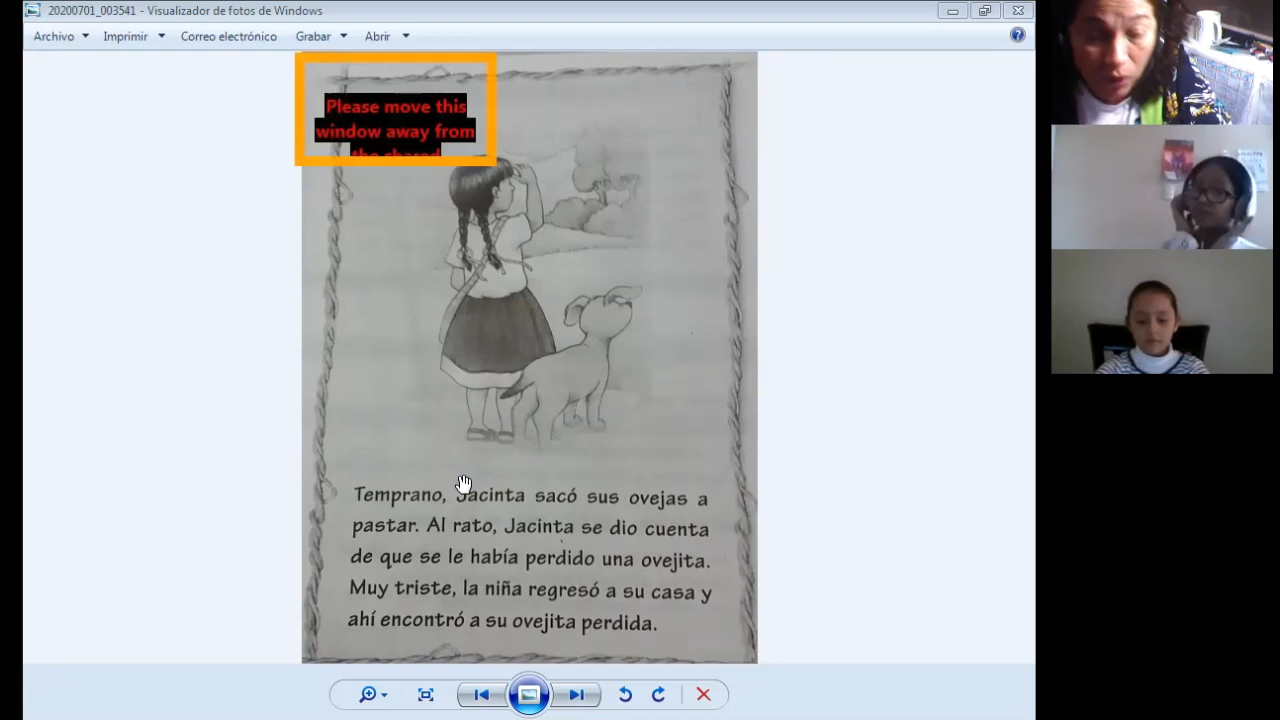 20200701_003541 - Visualizador de fotos de Windows
Archivo Imprimir Correo electrónico Grabar Abrir
Please move this
window away from
the shared
Temprano, Jacinta sacó sus ovejas a
pastar. Al rato, Jacinta se dio cuenta
de que se le había perdido una ovejita.
Muy triste, la niña regresó a su casa y
ahí encontró a su ovejita perdida.